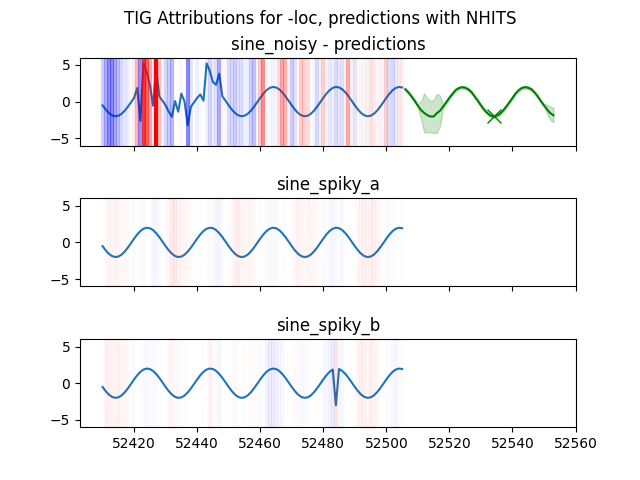 TIG Attributions for -loc, predictions with NHITS
sine_noisy - predictions
5
0
−5
sine_spiky_a
5
0
−5
sine_spiky_b
5
0
−5
52420 52440 52460 52480 52500 52520 52540 52560